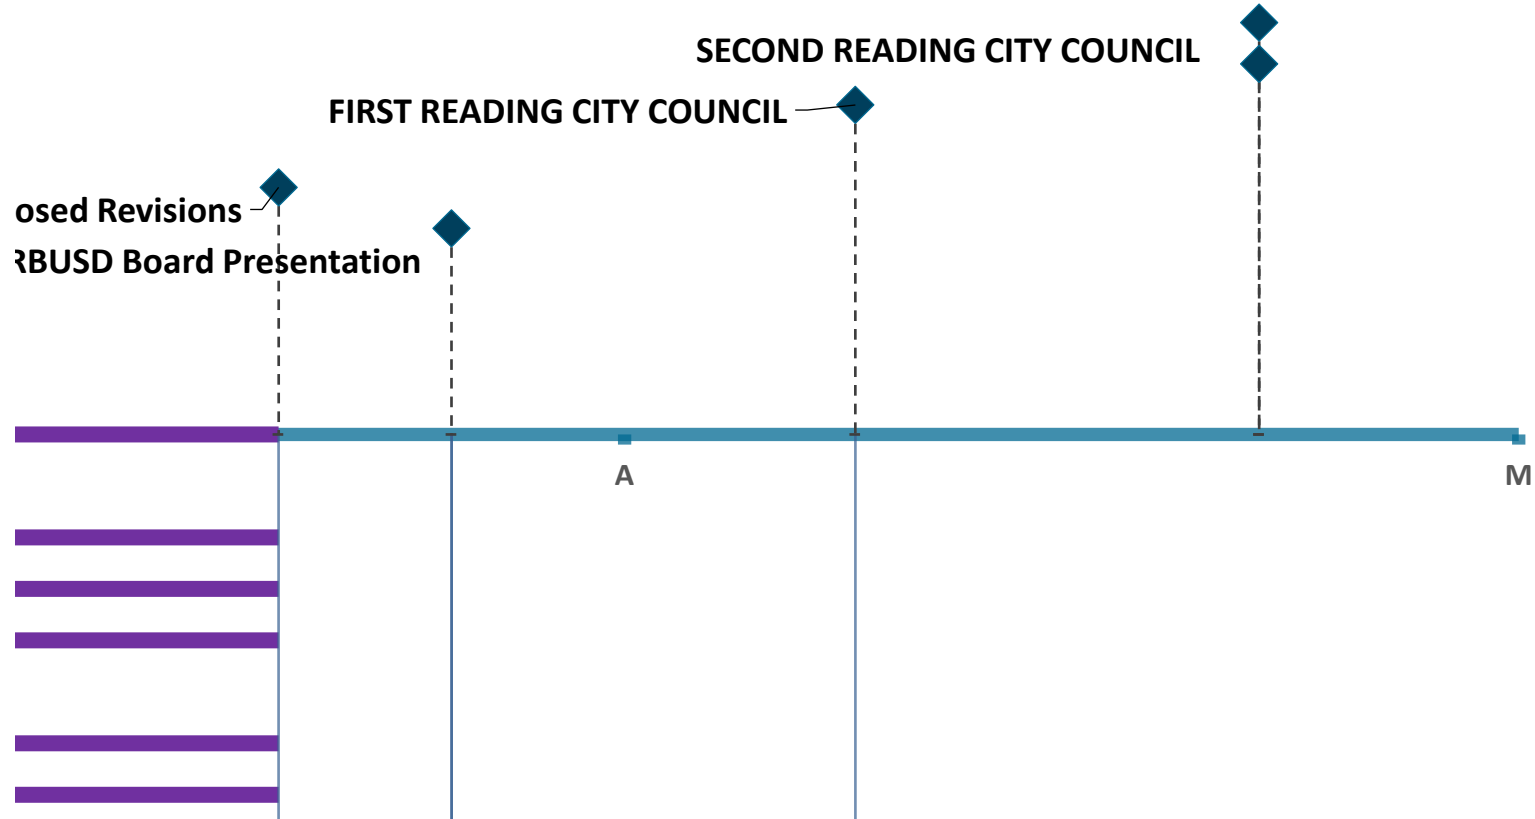 SECOND READING CITY COUNCIL
FIRST READING CITY COUNCIL
osed Revisions
RBUSD Board Presentation
A
M